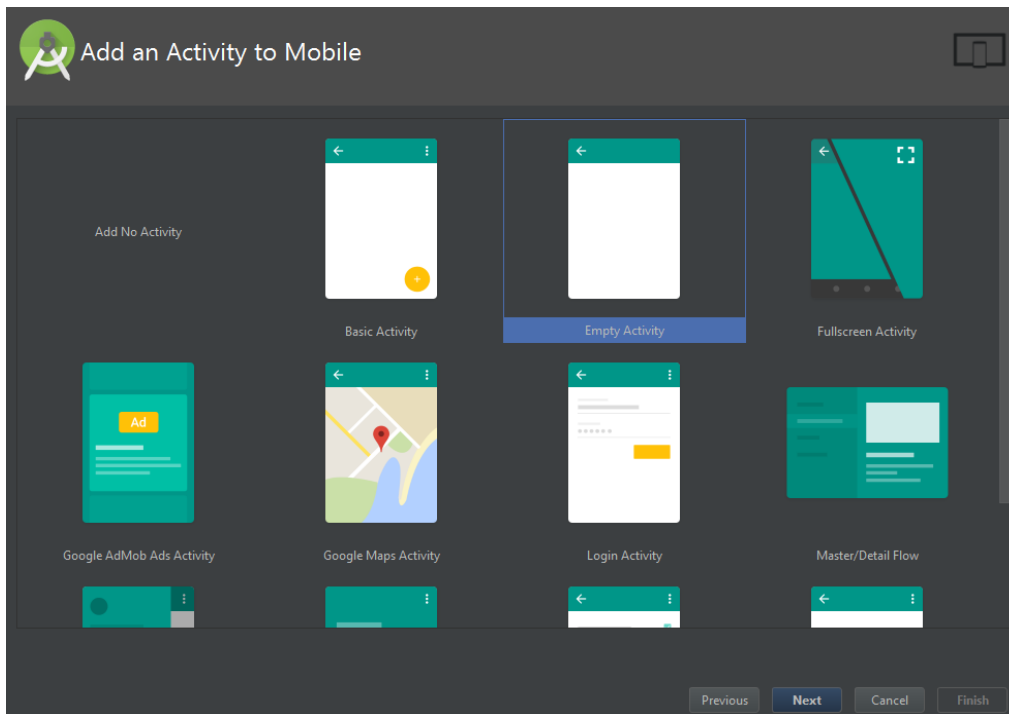 Add an Activity to Mobile
Add No Activity
Basic Activity
Empty Activity
Fullscreen Activity
Ad
Google AdMob Ads Activity
Google Maps Activity
Login Activity
Master/Detail Flow
Previous
Next
Cancel
Finish